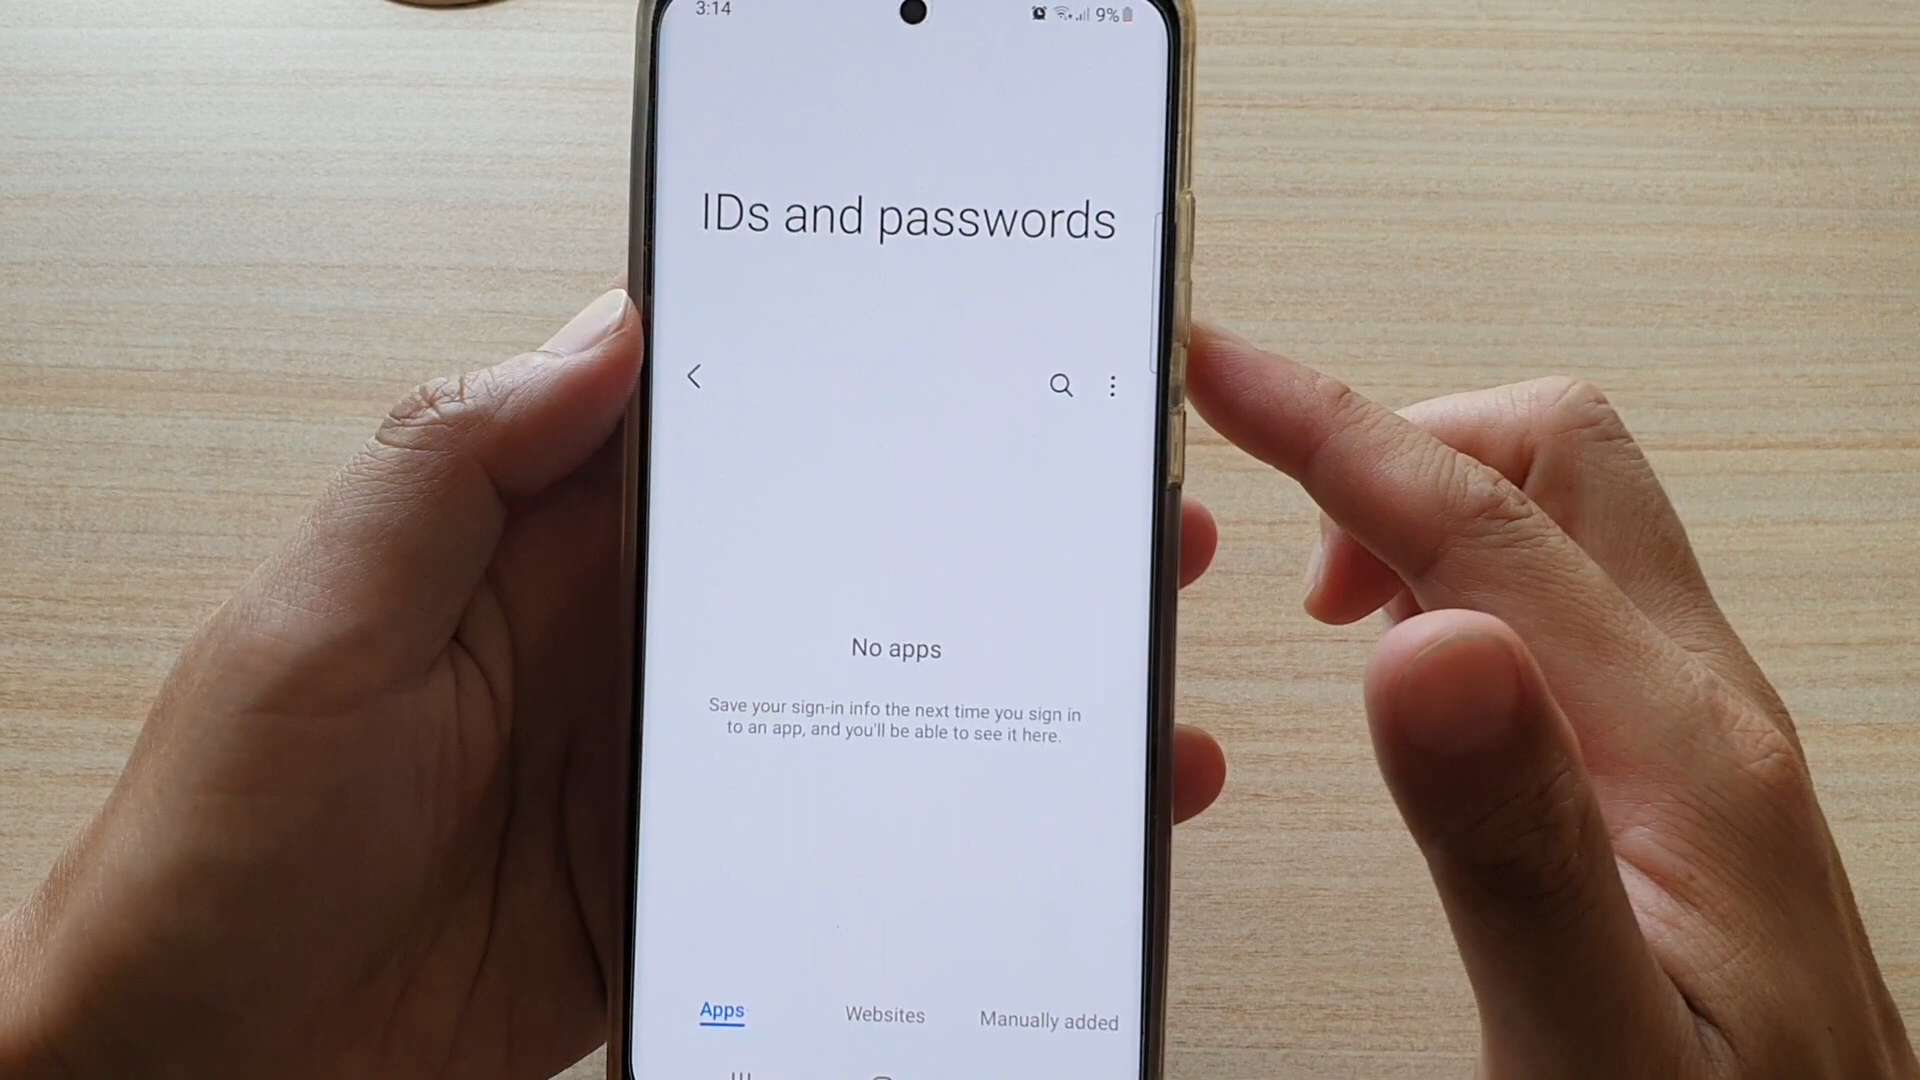 3:14
9%
IDs and passwords
No apps
Save your sign-in info the next time you sign in
to an app, and you'll be able to see it here.
Apps
Websites
Manually added